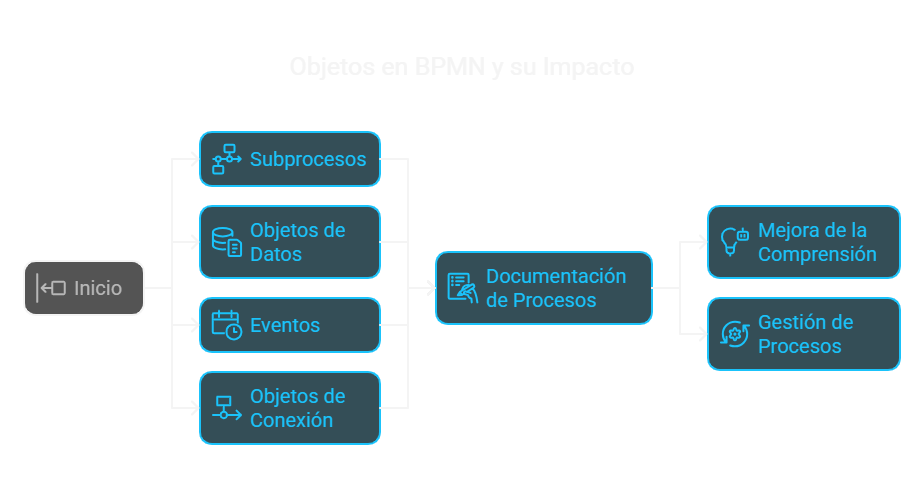 Objetos en BPMN y su Impacto
Inicio
Subprocesos
Objetos de
Datos
Eventos
Objetos de
Conexión
Documentación
de Procesos
Mejora de la
Comprensión
Gestión de
Procesos